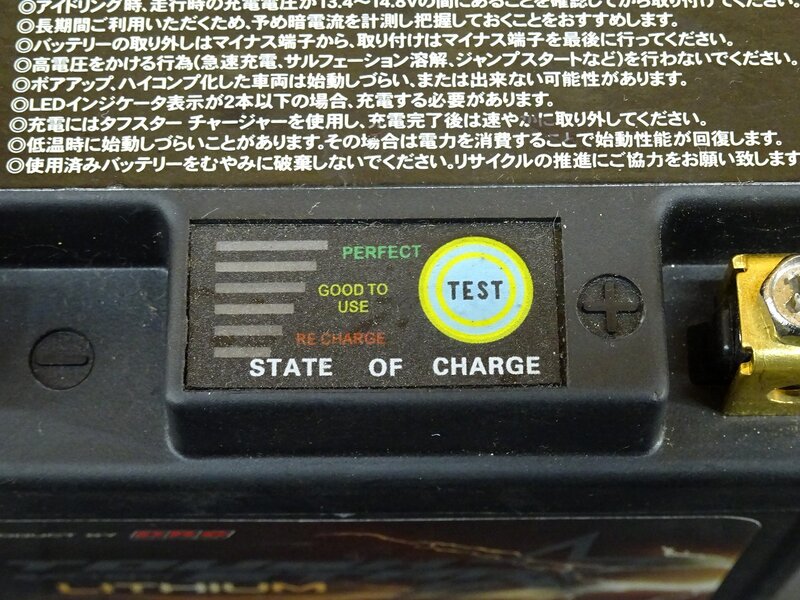 ◎アイドリング時、走行時の充電電圧が13.4～14.8Vの間にあることを確認してから取り付けてください。
◎長期間ご利用いただくため、予め暗電流を計測し把握しておくことをおすすめします。
◎バッテリーの取り外しはマイナス端子から、取り付けはマイナス端子を最後に行ってください。
◎高電圧をかける行為(急速充電、サルフェーション溶解、ジャンプスタートなど)を行わないでください。
◎ボアアップ、ハイコンプ化した車両は始動しづらい、または出来ない可能性があります。
◎LEDインジケータ表示が2本以下の場合、充電する必要があります。
◎充電にはタフスター チャージャーを使用し、充電完了後は速やかに取り外してください。
◎低温時に始動しづらいことがあります。その場合は電力を消費することで始動性能が回復します。
◎使用済みバッテリーをむやみに破棄しないでください。リサイクルの推進にご協力をお願い致します
PERFECT
GOOD TO
USE
RE CHARGE
TEST
STATE OF CHARGE
BY DRC
LITHIUM